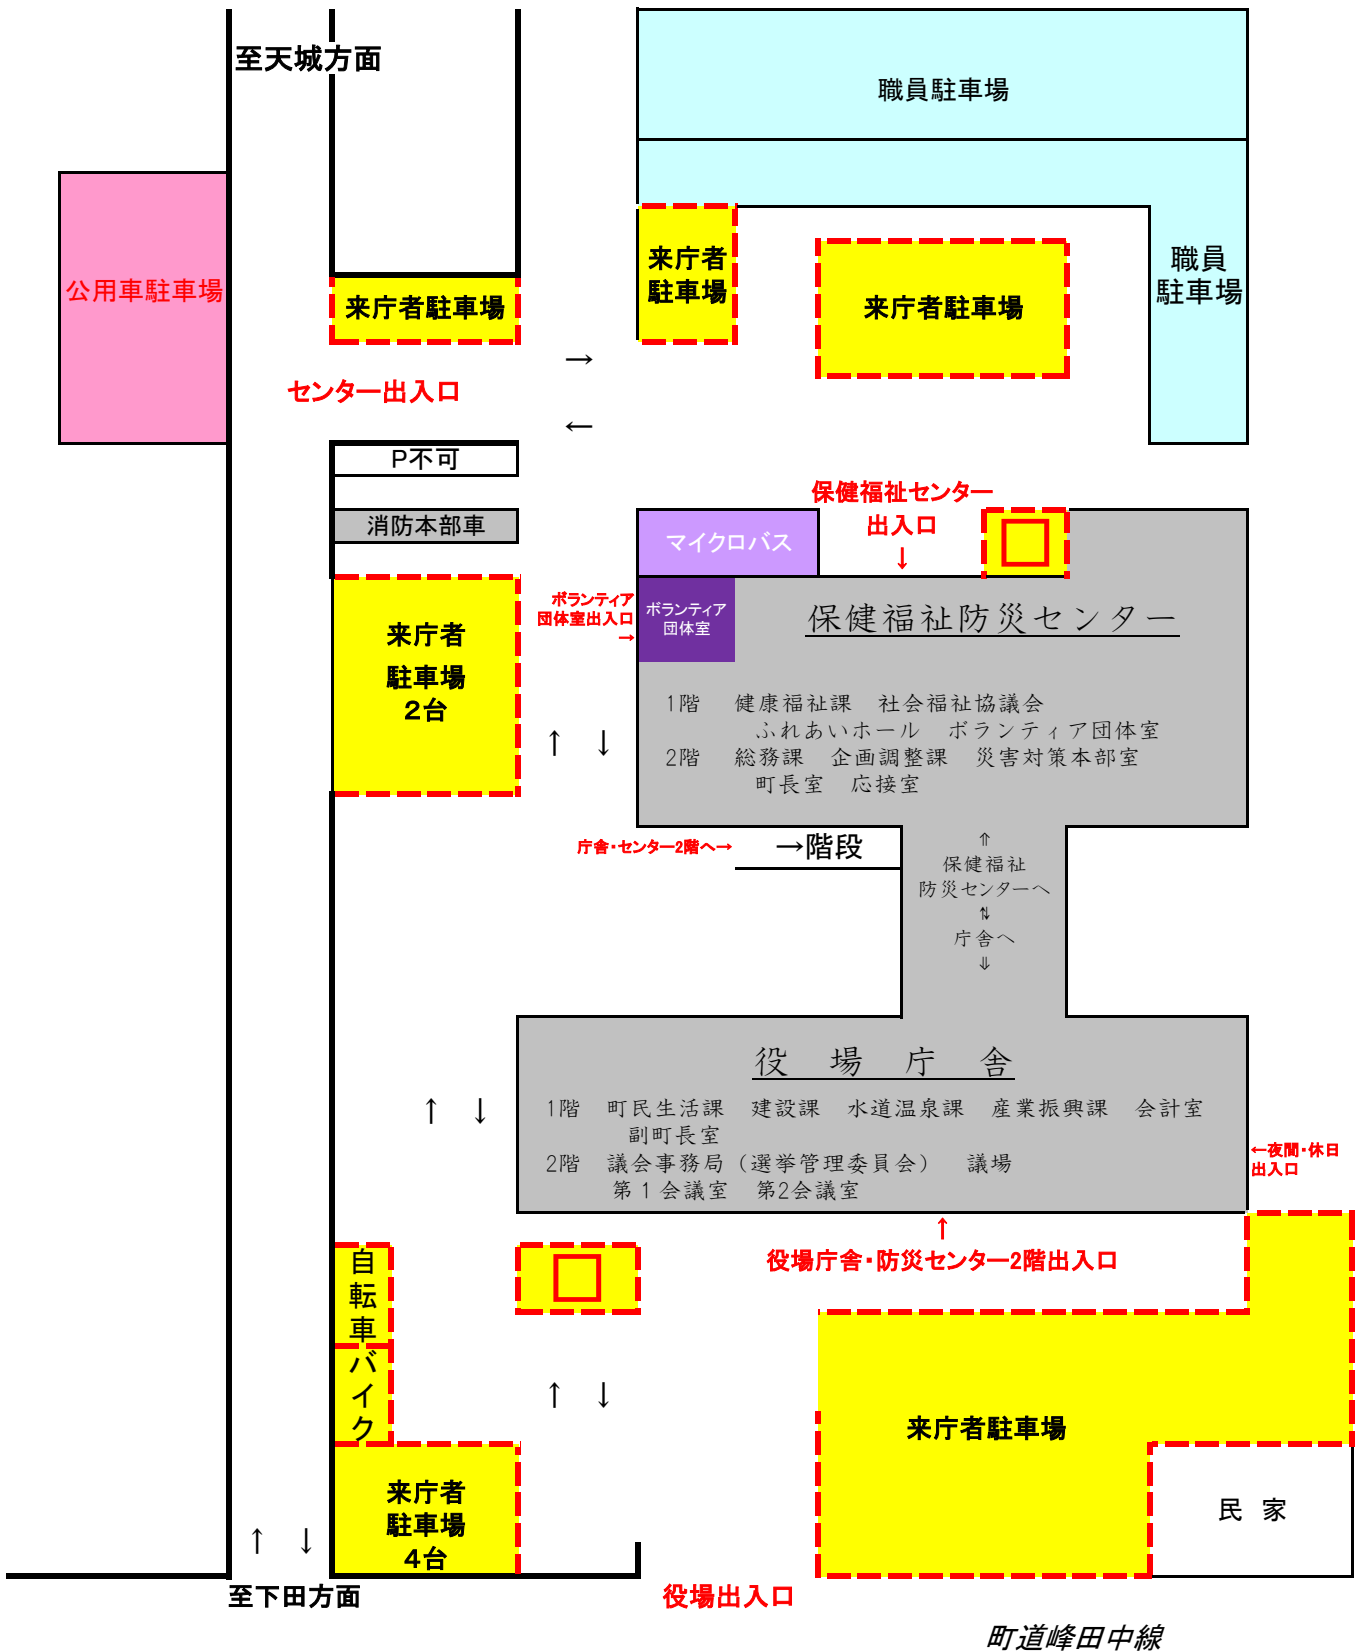 至天城方面
職員駐車場
公用車駐車場
来庁者駐車場
来庁者
駐車場
来庁者駐車場
職員
駐車場
→
センター出入口
←
P不可
消防本部車
マイクロバス
保健福祉センター
出入口
↓
来庁者
駐車場
2台
ボランティア
団体室出入口
→
ボランティア
団体室
保健福祉防災センター
1階 健康福祉課 社会福祉協議会
ふれあいホール ボランティア団体室
2階 総務課 企画調整課 災害対策本部室
町長室 応接室
↑ ↓
庁舎・センター2階へ→
→階段
⇑
保健福祉
防災センターへ
⇅
庁舎へ
⇓
役 場 庁 舎
1階 町民生活課 建設課 水道温泉課 産業振興課 会計室
副町長室
2階 議会事務局（選挙管理委員会） 議場
第1会議室 第2会議室
↑ ↓
←夜間・休日
出入口
↑
役場庁舎・防災センター2階出入口
自転車
バイク
↑ ↓
来庁者
駐車場
4台
来庁者駐車場
民 家
↑ ↓
至下田方面
役場出入口
町道峰田中線